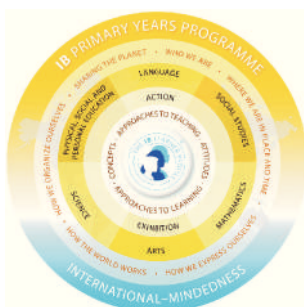 IB PRIMARY YEARS PROGRAMME
SHARING THE PLANET • WHO WE ARE • WHERE WE ARE IN PLACE AND TIME • HOW WE EXPRESS OURSELVES • HOW THE WORLD WORKS • HOW WE ORGANIZE OURSELVES
LANGUAGE
SOCIAL STUDIES
MATHEMATICS
ARTS
SCIENCE
PHYSICAL, SOCIAL AND
PERSONAL EDUCATION
ACTION
APPROACHES TO TEACHING
ATTITUDES
APPROACHES TO LEARNING
CONCEPTS
EXHIBITION
INTERNATIONAL-MINDEDNESS